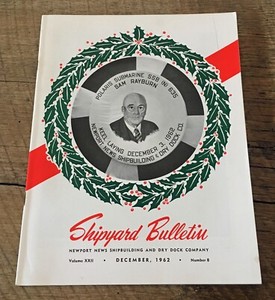 POLARIS SUBMARINE SSB (N) 635
SAM RAYBURN
KEEL LAYING DECEMBER 3, 1962
NEWPORT NEWS SHIPBUILDING & DRY DOCK CO.
Shipyard Bulletin
NEWPORT NEWS SHIPBUILDING AND DRY DOCK COMPANY
Volume XXII • DECEMBER, 1962 • Number 8